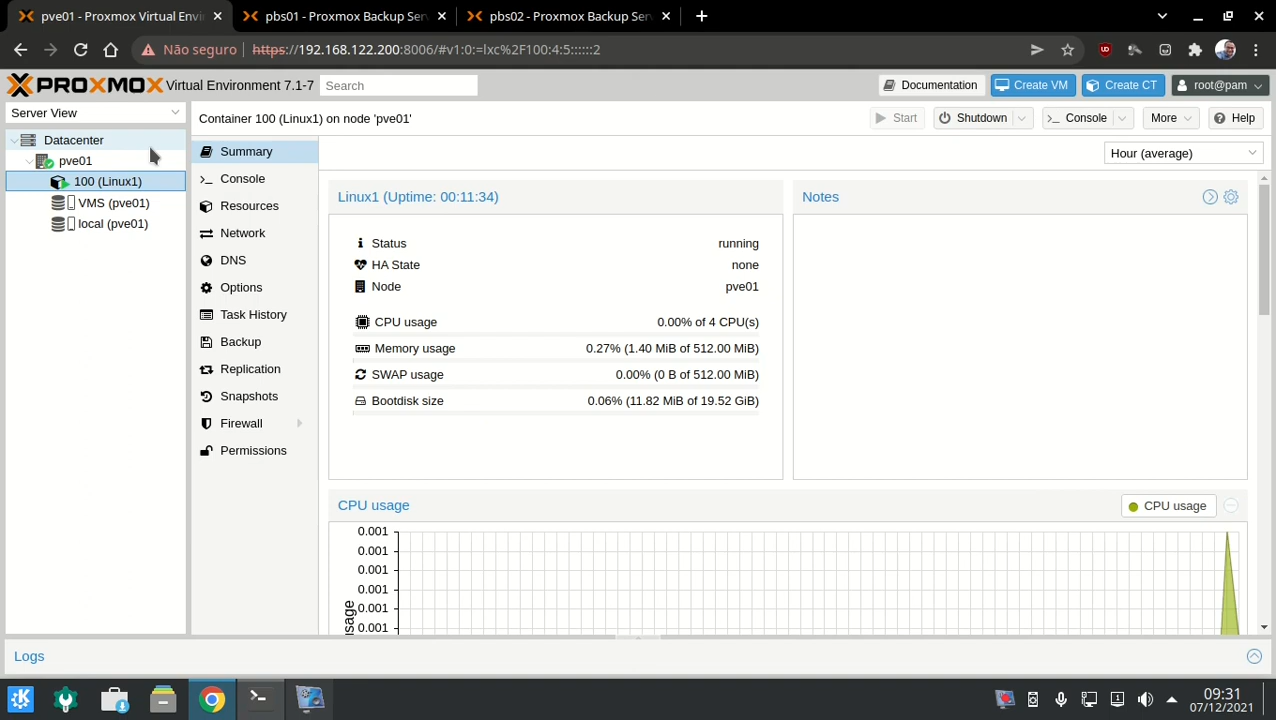 pve01 - Proxmox Virtual Envir
pbs01 - Proxmox Backup Serv
pbs02 - Proxmox Backup Serv
Não seguro
https://192.168.122.200:8006/#v1:0:=lxc%2F100:4:5::::::2
PROXMOX Virtual Environment 7.1-7
Search
Documentation
Create VM
Create CT
root@pam
Server View
Container 100 (Linux1) on node 'pve01'
Start
Shutdown
Console
More
Help
Datacenter
pve01
100 (Linux1)
VMS (pve01)
local (pve01)
Summary
Console
Resources
Network
DNS
Options
Task History
Backup
Replication
Snapshots
Firewall
Permissions
Hour (average)
Linux1 (Uptime: 00:11:34)
Status running
HA State none
Node pve01
CPU usage 0.00% of 4 CPU(s)
Memory usage 0.27% (1.40 MiB of 512.00 MiB)
SWAP usage 0.00% (0 B of 512.00 MiB)
Bootdisk size 0.06% (11.82 MiB of 19.52 GiB)
Notes
CPU usage
CPU usage
0.001
0.001
0.001
0.001
0.001
0.001
usage
Logs
09:31
07/12/2021